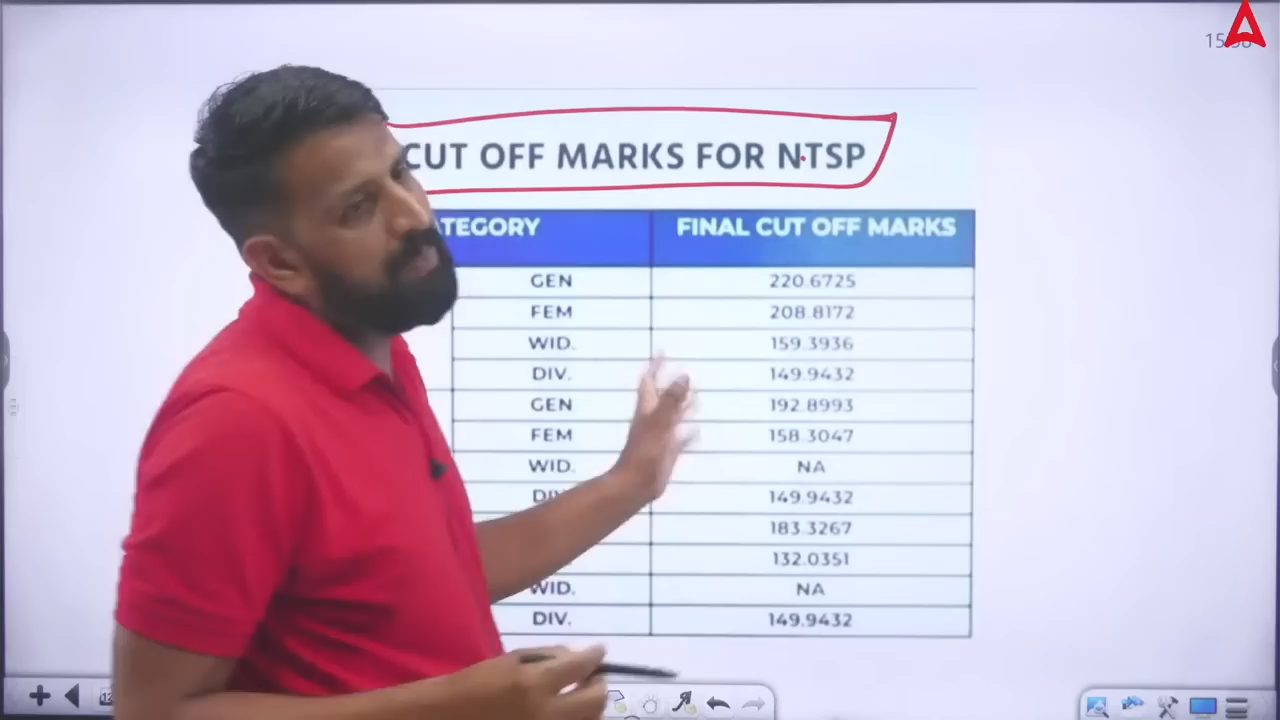 CUT OFF MARKS FOR NTSP
ATEGORY FINAL CUT OFF MARKS
GEN 220.6725
FEM 208.8172
WID. 159.3936
DIV. 149.9432
GEN 192.8993
FEM 158.3047
WID. NA
149.9432
183.3267
132.0351
WID. NA
DIV. 149.9432